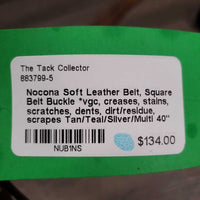 The Tack Collector
883799-5
Nocona Soft Leather Belt, Square
Belt Buckle *vgc, creases, stains,
scratches, dents, dirt/residue,
scrapes Tan/Teal/Silver/Multi 40"
$134.00
NUB1NS